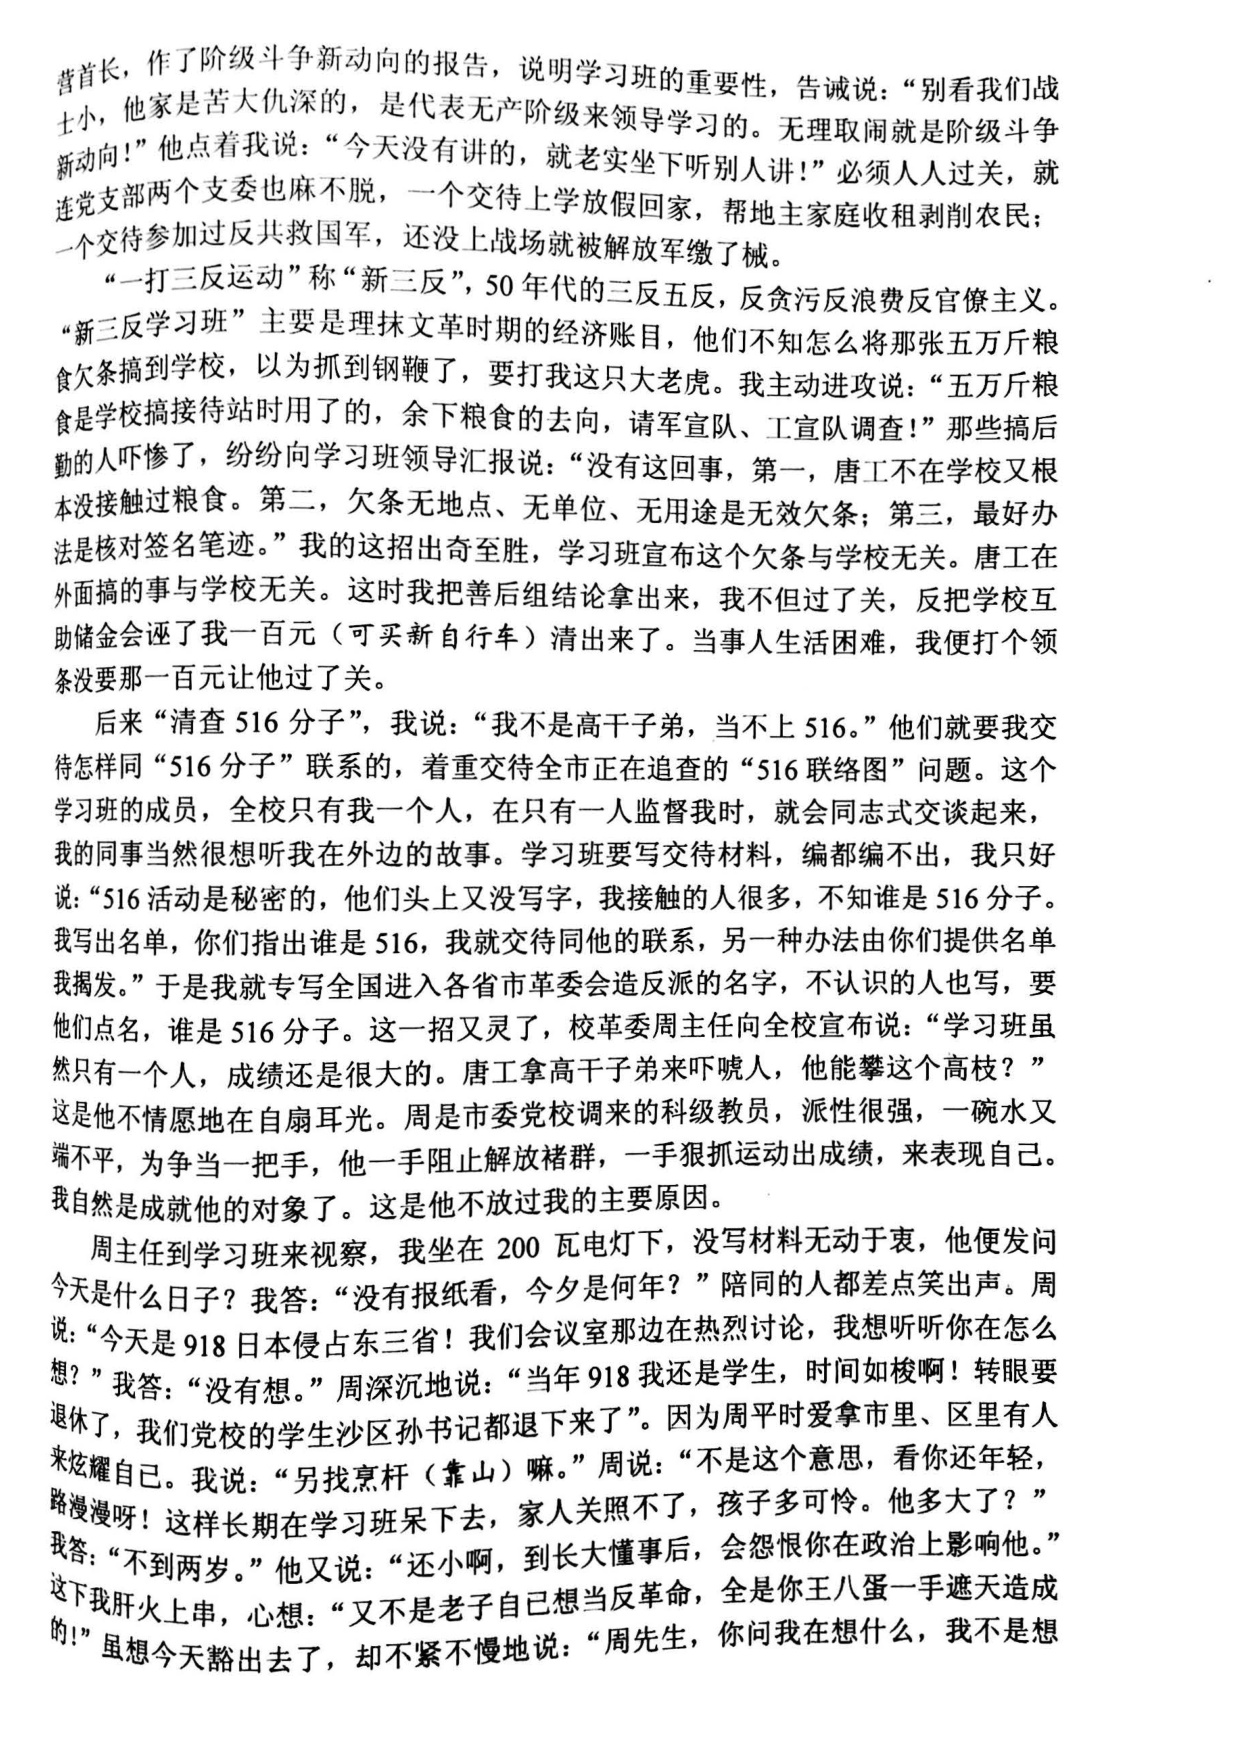 营首长，作了阶级斗争新动向的报告，说明学习班的重要性，告诫说：“别看我们战
士小，他家是苦大仇深的，是代表无产阶级来领导学习的。无理取闹就是阶级斗争
新动向！”他点着我说：“今天没有讲的，就老实坐下听别人讲！”必须人人过关，就
连党支部两个支委也麻不脱，一个交待上学放假回家，帮地主家庭收租剥削农民；
一个交待参加过反共救国军，还没上战场就被解放军缴了械。
“一打三反运动”称“新三反”，50 年代的三反五反，反贪污反浪费反官僚主义。
“新三反学习班”主要是理抹文革时期的经济账目，他们不知怎么将那张五万斤粮
食欠条搞到学校，以为抓到钢鞭了，要打我这只大老虎。我主动进攻说：“五万斤粮
食是学校搞接待站时用了的，余下粮食的去向，请军宣队、工宣队调查！”那些搞后
勤的人吓惨了，纷纷向学习班领导汇报说：“没有这回事，第一，唐工不在学校又根
本没接触过粮食。第二，欠条无地点、无单位、无用途是无效欠条；第三，最好办
法是核对签名笔迹。”我的这招出奇至胜，学习班宣布这个欠条与学校无关。唐工在
外面搞的事与学校无关。这时我把善后组结论拿出来，我不但过了关，反把学校互
助储金会诬了我一百元（可买新自行车）清出来了。当事人生活困难，我便打个领
条没要那一百元让他过了关。
后来“清查 516 分子”，我说：“我不是高干子弟，当不上 516。”他们就要我交
待怎样同“516 分子”联系的，着重交待全市正在追查的“516 联络图”问题。这个
学习班的成员，全校只有我一个人，在只有一人监督我时，就会同志式交谈起来，
我的同事当然很想听我在外边的故事。学习班要写交待材料，编都编不出，我只好
说：“516 活动是秘密的，他们头上又没写字，我接触的人很多，不知谁是 516 分子。
我写出名单，你们指出谁是 516，我就交待同他的联系，另一种办法由你们提供名单
我揭发。”于是我就专写全国进入各省市革委会造反派的名字，不认识的人也写，要
他们点名，谁是 516 分子。这一招又灵了，校革委周主任向全校宣布说：“学习班虽
然只有一个人，成绩还是很大的。唐工拿高干子弟来吓唬人，他能攀这个高枝？”
这是他不情愿地在自扇耳光。周是市委党校调来的科级教员，派性很强，一碗水又
端不平，为争当一把手，他一手阻止解放褚群，一手狠抓运动出成绩，来表现自己。
我自然是成就他的对象了。这是他不放过我的主要原因。
周主任到学习班来视察，我坐在 200 瓦电灯下，没写材料无动于衷，他便发问
今天是什么日子？我答：“没有报纸看，今夕是何年？”陪同的人都差点笑出声。周
说：“今天是 918 日本侵占东三省！我们会议室那边在热烈讨论，我想听听你在怎么
想？”我答：“没有想。”周深沉地说：“当年 918 我还是学生，时间如梭啊！转眼要
退休了，我们党校的学生沙区孙书记都退下来了”。因为周平时爱拿市里、区里有人
来炫耀自已。我说：“另找烹杆（靠山）嘛。”周说：“不是这个意思，看你还年轻，
路漫漫呀！这样长期在学习班呆下去，家人关照不了，孩子多可怜。他多大了？”
我答：“不到两岁。”他又说：“还小啊，到长大懂事后，会怨恨你在政治上影响他。”
这下我肝火上串，心想：“又不是老子自已想当反革命，全是你王八蛋一手遮天造成
的！”虽想今天豁出去了，却不紧不慢地说：“周先生，你问我在想什么，我不是想